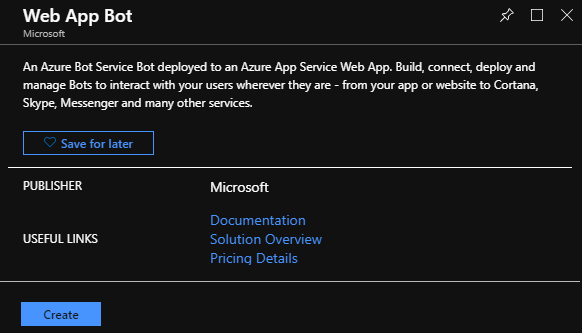 Web App Bot
Microsoft
An Azure Bot Service Bot deployed to an Azure App Service Web App. Build, connect, deploy and
manage Bots to interact with your users wherever they are - from your app or website to Cortana,
Skype, Messenger and many other services.
Save for later
PUBLISHER
Microsoft
USEFUL LINKS
Documentation
Solution Overview
Pricing Details
Create